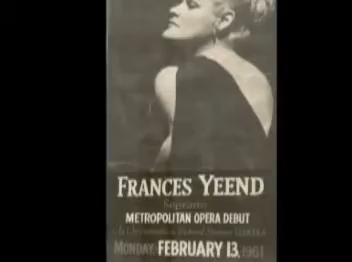 FRANCES YEEND
Soprano
METROPOLITAN OPERA DEBUT
MONDAY, FEBRUARY 13, 1961